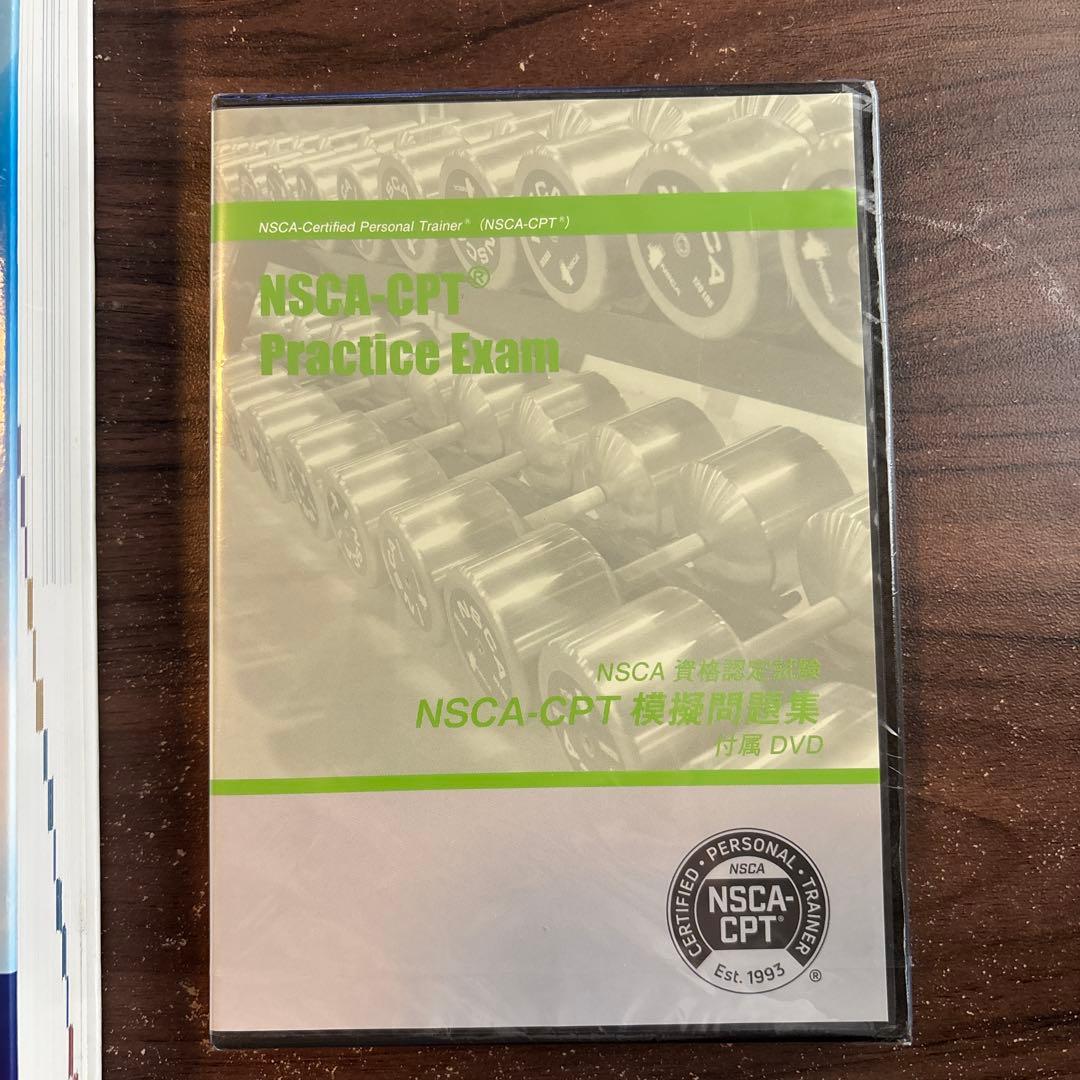 NSCA-Certified Personal Trainer®（NSCA-CPT®）
NSCA-CPT®
Practice Exam
NSCA 資格認定試験
NSCA-CPT 模擬問題集
付属 DVD
CERTIFIED • PERSONAL • TRAINER
NSCA
NSCA-
CPT®
Est. 1993
®